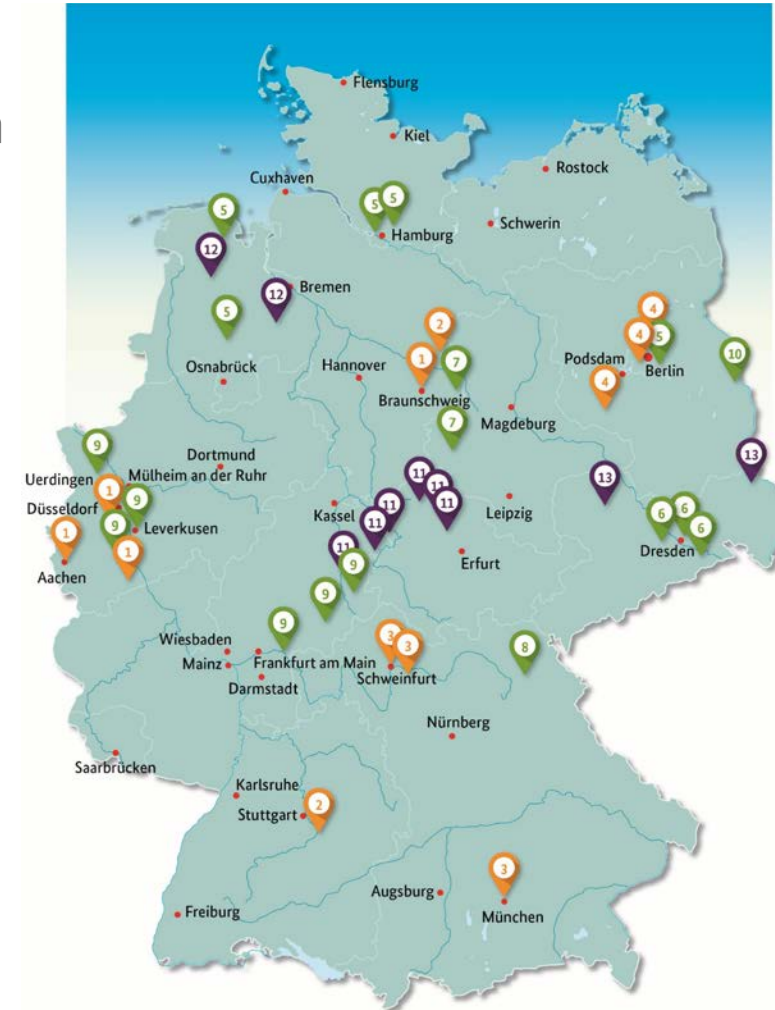 n
Flensburg
Kiel
Rostock
Cuxhaven
5
5
5
Schwerin
Hamburg
12
Bremen
12
4
5
2
4
5
10
1
Osnabrück
Hannover
7
Podsdam
Berlin
4
Braunschweig
Magdeburg
7
9
Dortmund
13
Uerdingen
Mülheim an der Ruhr
11
13
1
9
11
Düsseldorf
11
Kassel
11
Leipzig
6
6
9
Leverkusen
11
6
1
Dresden
1
11
Erfurt
Aachen
9
9
9
3
3
8
Wiesbaden
Mainz
Frankfurt am Main
Schweinfurt
Darmstadt
Nürnberg
Saarbrücken
Karlsruhe
2
Stuttgart
3
Augsburg
Freiburg
München